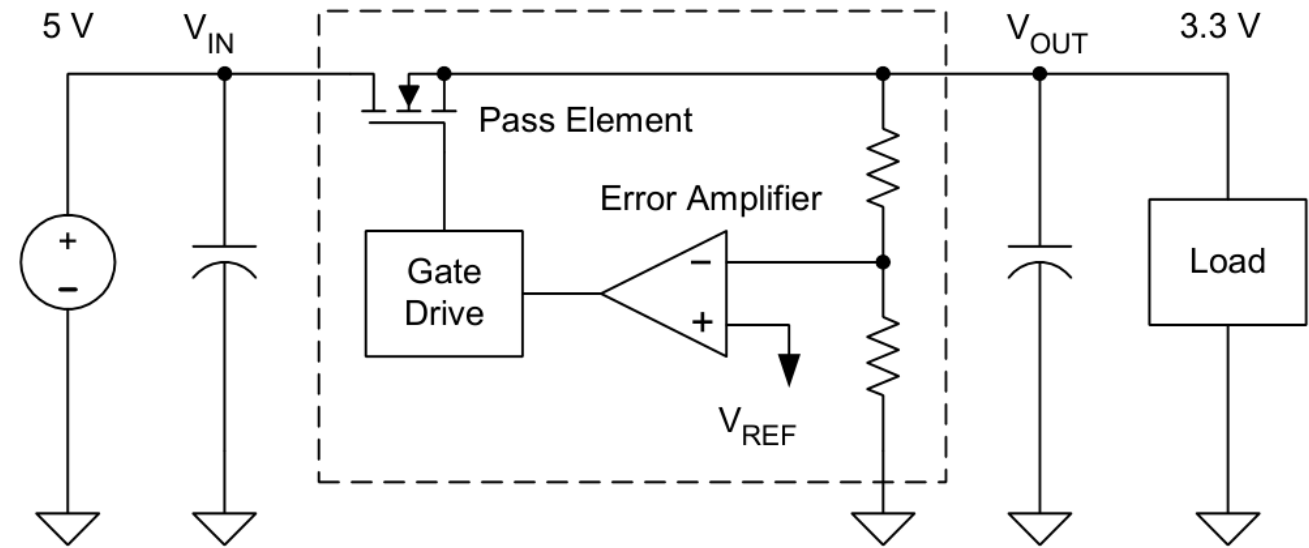 5 V
VIN
VOUT
3.3 V
Pass Element
Error Amplifier
+
−
Gate
Drive
−
+
Load
VREF